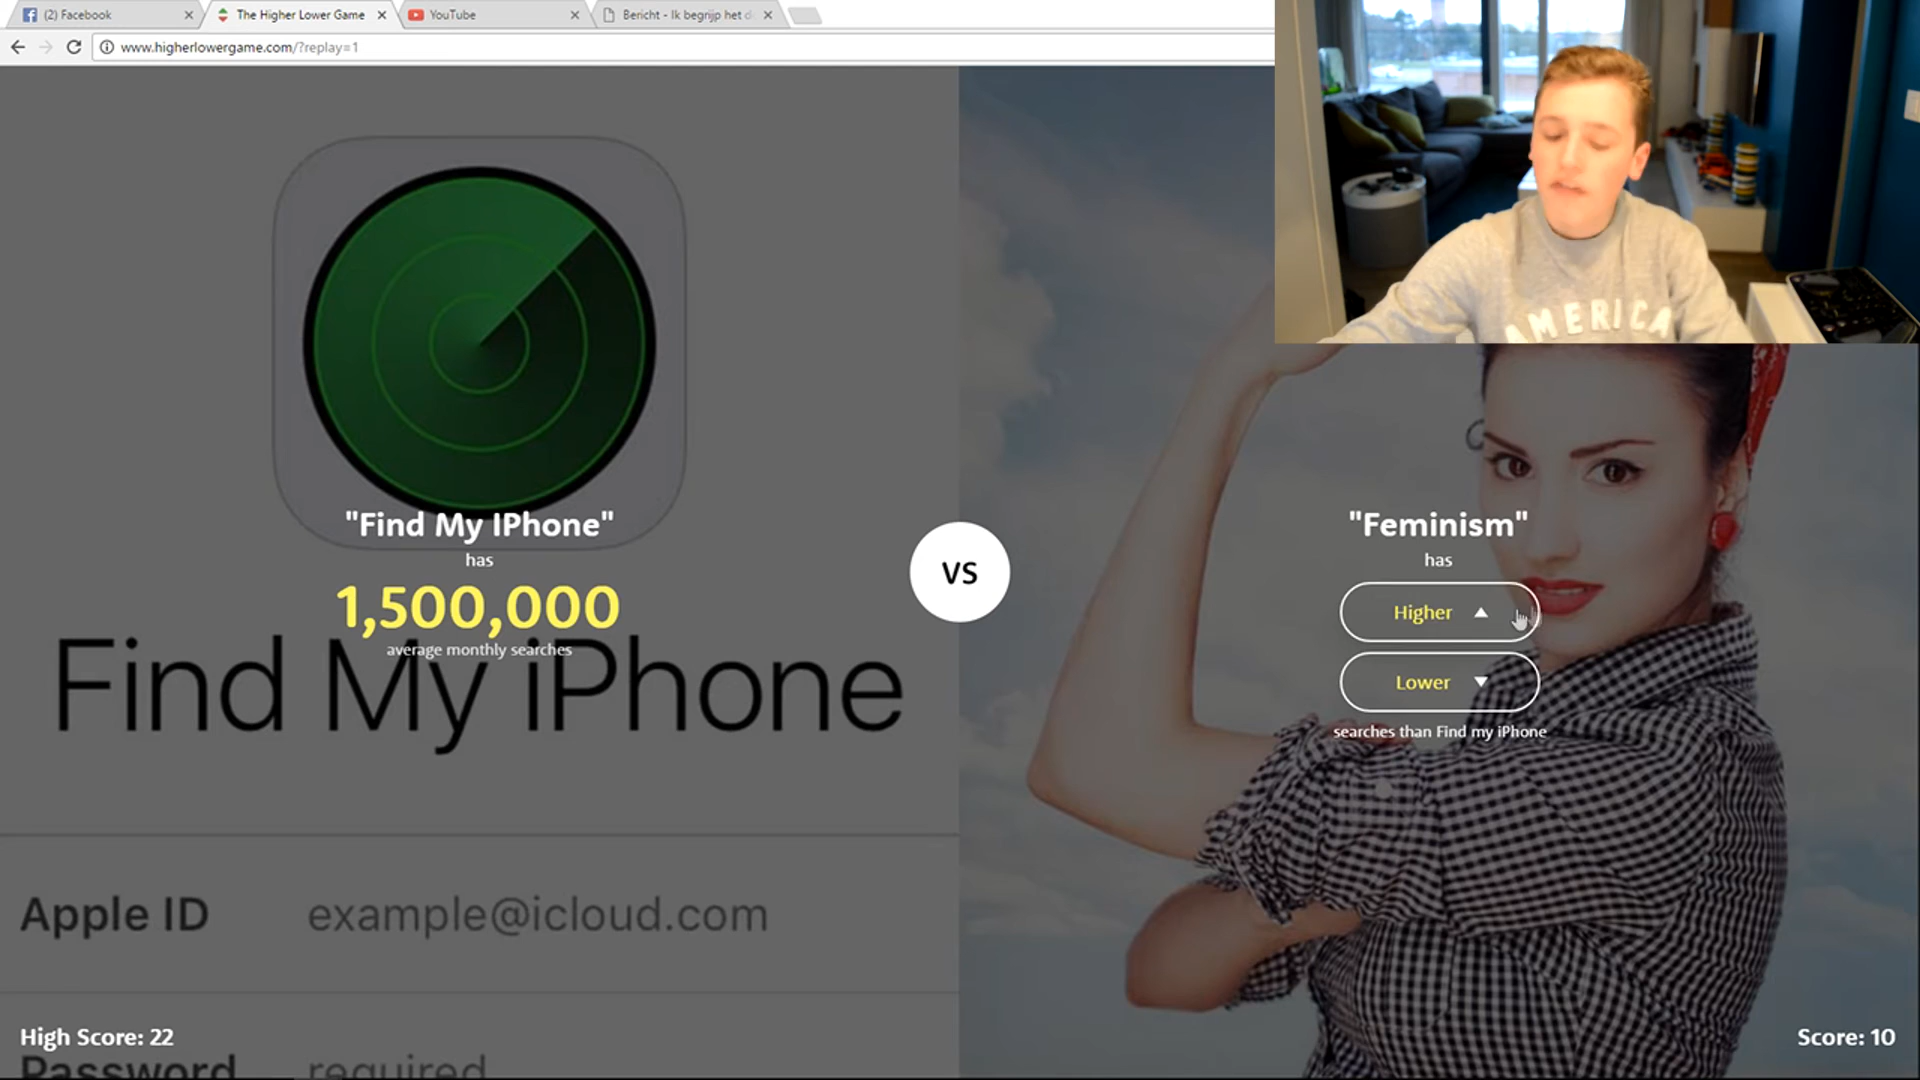 (2) Facebook
The Higher Lower Game
YouTube
Bericht - Ik begrijp het d
www.higherlowergame.com/?replay=1
AMERICA
"Find My IPhone"
has
1,500,000
average monthly searches
Find My iPhone
Apple ID example@icloud.com
Password required
VS
"Feminism"
has
Higher
Lower
searches than Find my iPhone
High Score: 22
Score: 10